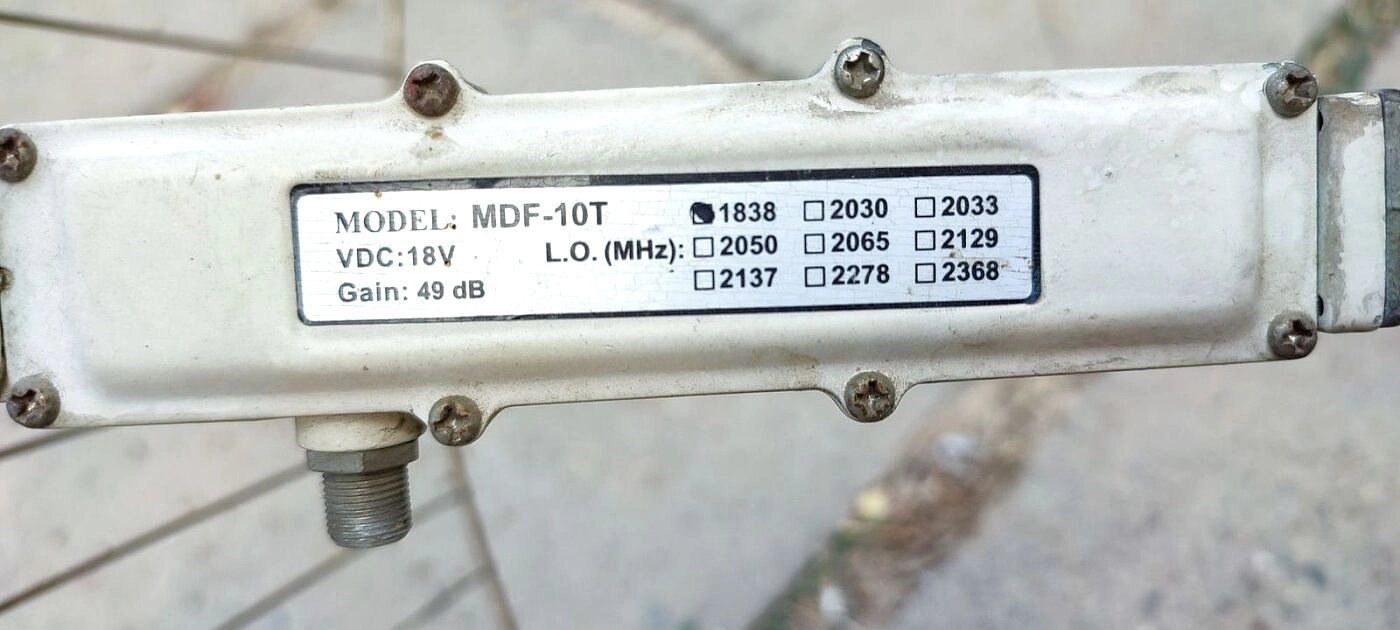 MODEL: MDF-10T ☑1838 ☐2030 ☐2033
VDC:18V L.O. (MHz): ☐2050 ☐2065 ☐2129
Gain: 49 dB ☐2137 ☐2278 ☐2368